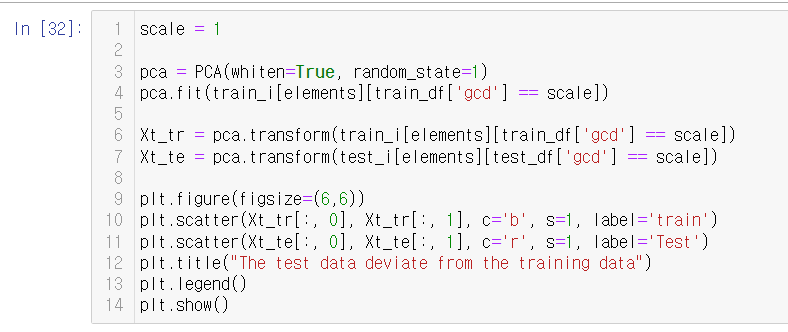 In [32]:
1 scale = 1
2
3 pca = PCA(whiten=True, random_state=1)
4 pca.fit(train_i[elements][train_df['gcd'] == scale])
5
6 Xt_tr = pca.transform(train_i[elements][train_df['gcd'] == scale])
7 Xt_te = pca.transform(test_i[elements][test_df['gcd'] == scale])
8
9 plt.figure(figsize=(6,6))
10 plt.scatter(Xt_tr[:, 0], Xt_tr[:, 1], c='b', s=1, label='train')
11 plt.scatter(Xt_te[:, 0], Xt_te[:, 1], c='r', s=1, label='Test')
12 plt.title("The test data deviate from the training data")
13 plt.legend()
14 plt.show()